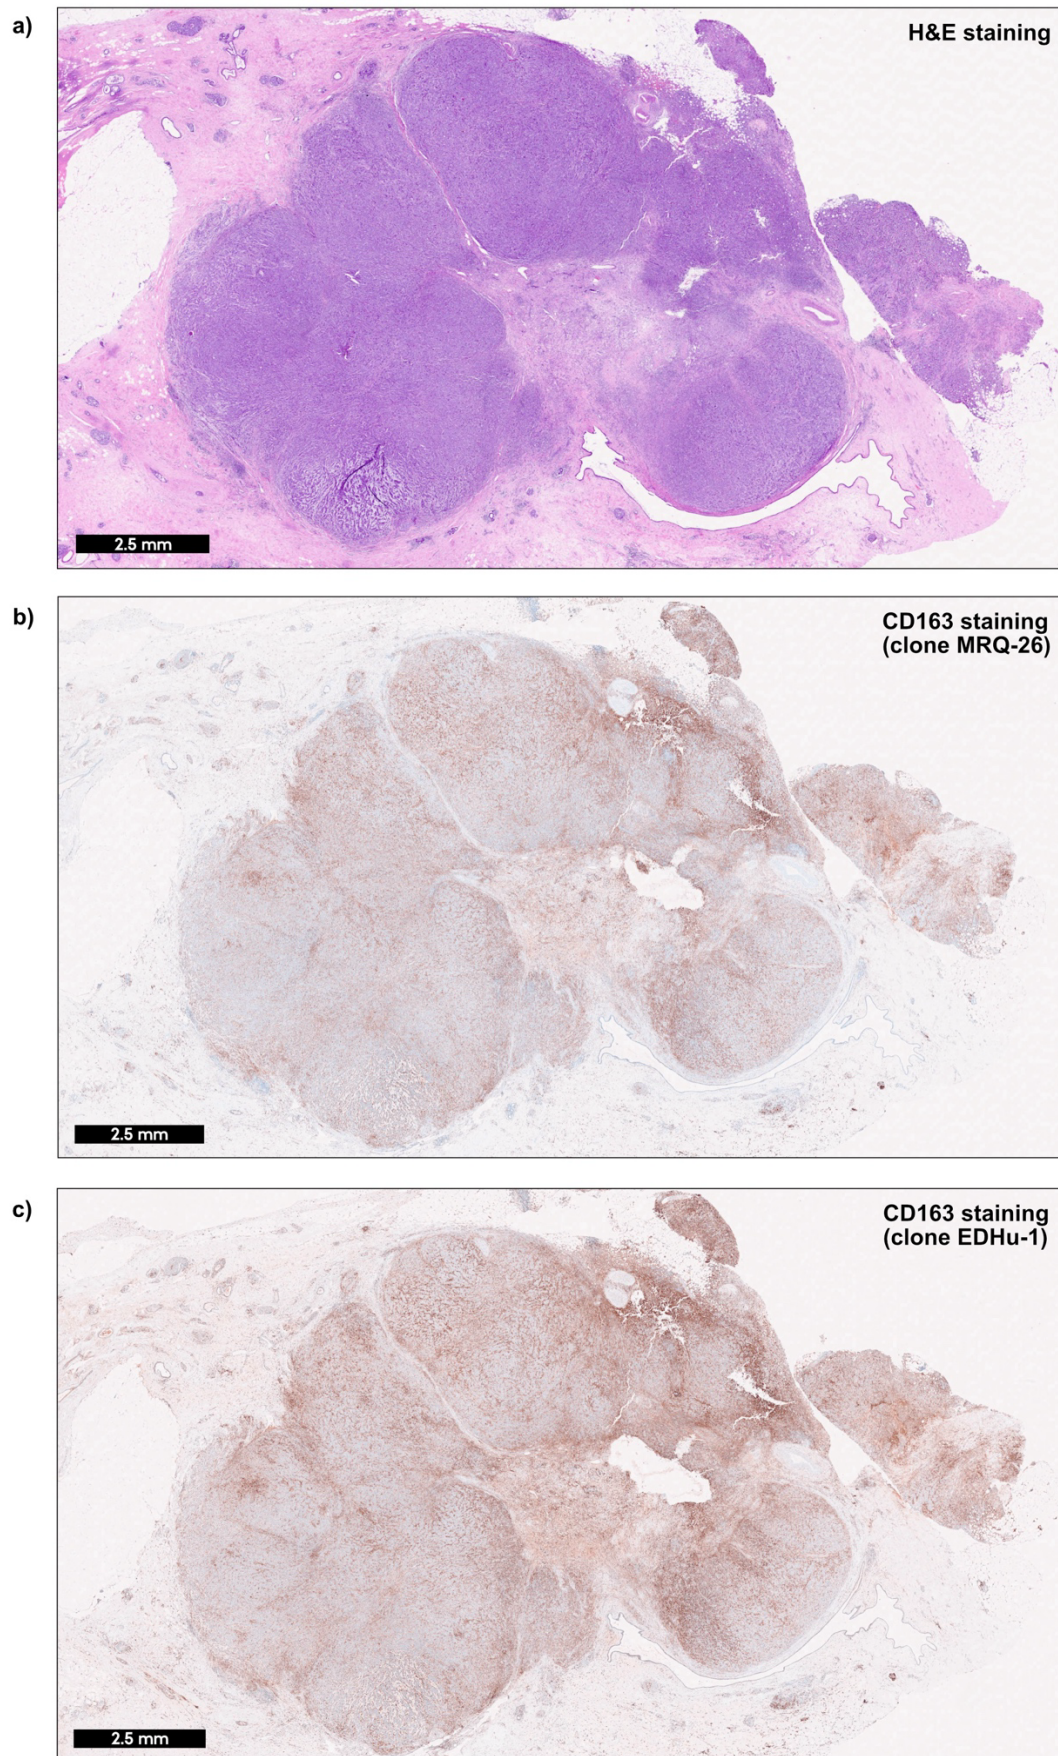 a)
H&E staining
2.5 mm
b)
CD163 staining
(clone MRQ-26)
2.5 mm
c)
CD163 staining
(clone EDHu-1)
2.5 mm